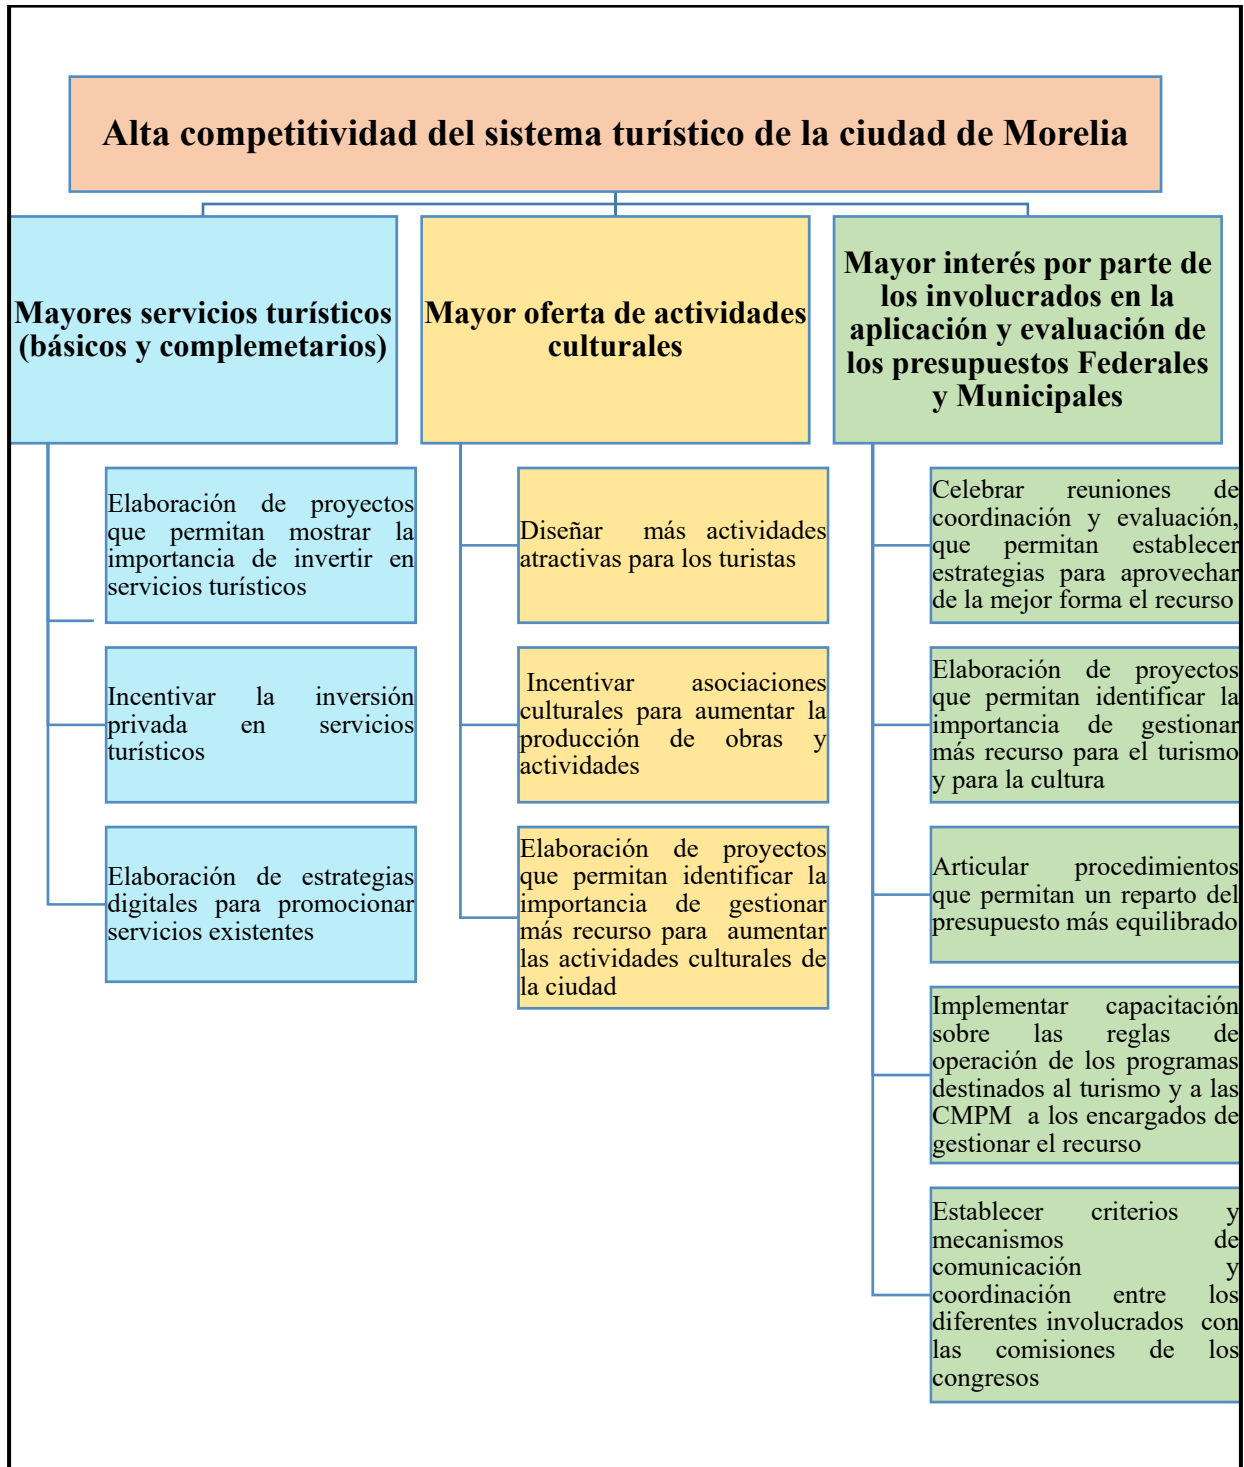 Alta competitividad del sistema turístico de la ciudad de Morelia
Mayores servicios turísticos
(básicos y complemetarios)
Elaboración de proyectos
que permitan mostrar la
importancia de invertir en
servicios turísticos
Incentivar la inversión
privada en servicios
turísticos
Elaboración de estrategias
digitales para promocionar
servicios existentes
Mayor oferta de actividades
culturales
Diseñar más actividades
atractivas para los turistas
Incentivar asociaciones
culturales para aumentar la
producción de obras y
actividades
Elaboración de proyectos
que permitan identificar la
importancia de gestionar
más recurso para aumentar
las actividades culturales de
la ciudad
Mayor interés por parte de
los involucrados en la
aplicación y evaluación de
los presupuestos Federales
y Municipales
Celebrar reuniones de
coordinación y evaluación,
que permitan establecer
estrategias para aprovechar
de la mejor forma el recurso
Elaboración de proyectos
que permitan identificar la
importancia de gestionar
más recurso para el turismo
y para la cultura
Articular procedimientos
que permitan un reparto del
presupuesto más equilibrado
Implementar capacitación
sobre las reglas de
operación de los programas
destinados al turismo y a las
CMPM a los encargados de
gestionar el recurso
Establecer criterios y
mecanismos de
comunicación y
coordinación entre los
diferentes involucrados con
las comisiones de los
congresos